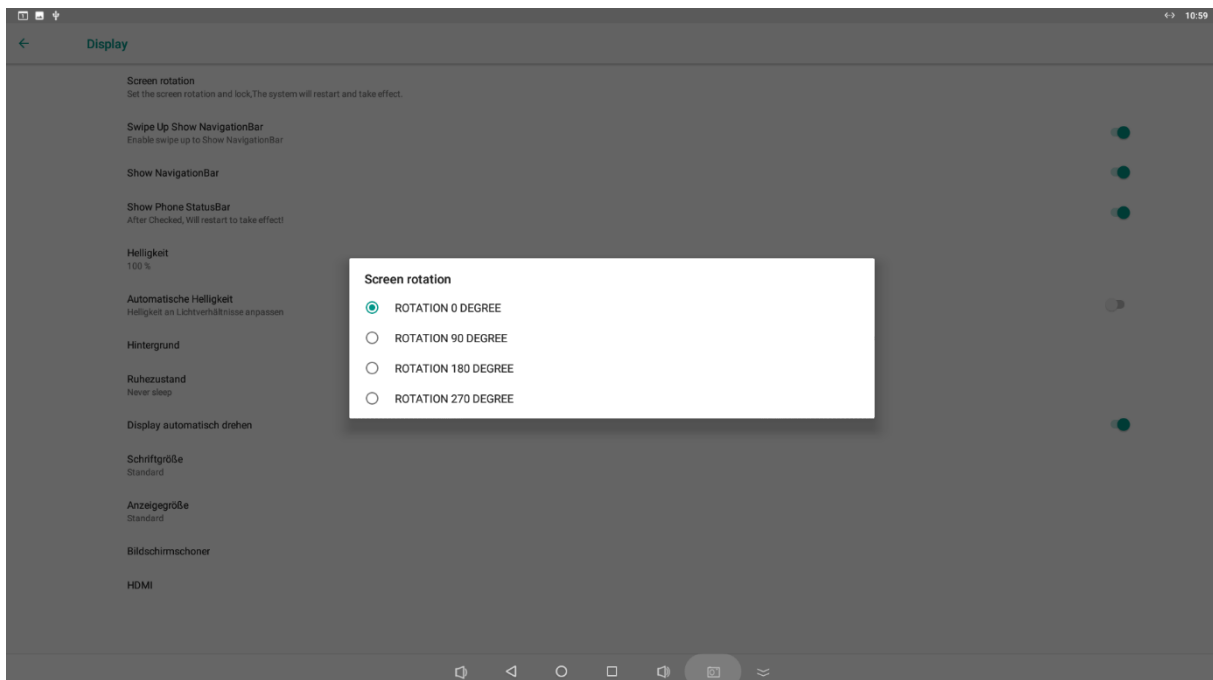 10:59
Display
Screen rotation
Set the screen rotation and lock,The system will restart and take effect.
Swipe Up Show NavigationBar
Enable swipe up to Show NavigationBar
Show NavigationBar
Show Phone StatusBar
After Checked, Will restart to take effect!
Helligkeit
100 %
Automatische Helligkeit
Helligkeit an Lichtverhältnisse anpassen
Hintergrund
Ruhezustand
Never sleep
Display automatisch drehen
Schriftgröße
Standard
Anzeigegröße
Standard
Bildschirmschoner
HDMI
Screen rotation
ROTATION 0 DEGREE
ROTATION 90 DEGREE
ROTATION 180 DEGREE
ROTATION 270 DEGREE